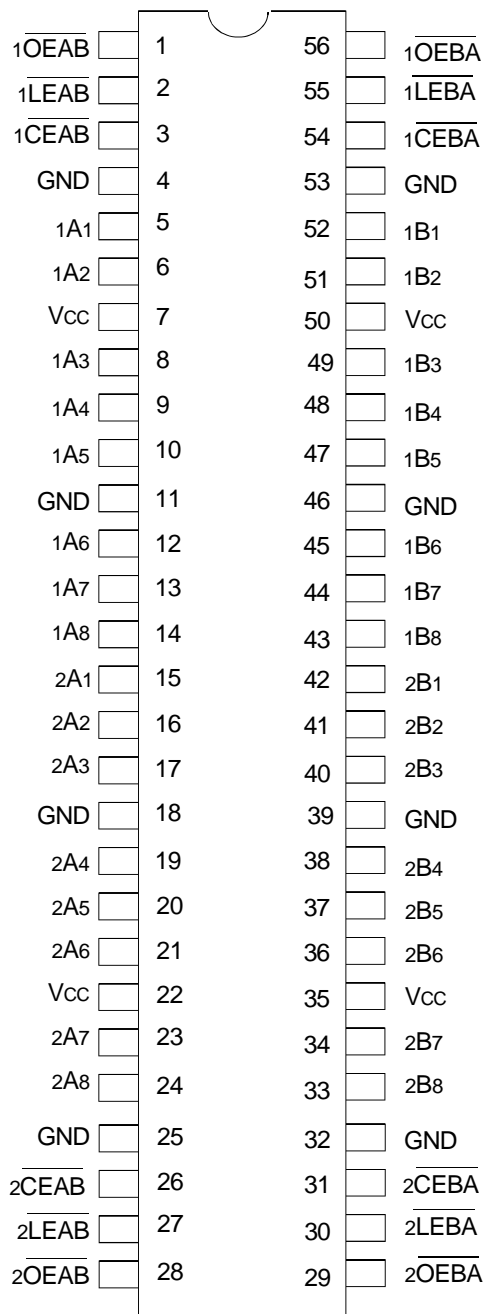 1OEAB 1 56 1OEBA
1LEAB 2 55 1LEBA
1CEAB 3 54 1CEBA
GND 4 53 GND
1A1 5 52 1B1
1A2 6 51 1B2
VCC 7 50 VCC
1A3 8 49 1B3
1A4 9 48 1B4
1A5 10 47 1B5
GND 11 46 GND
1A6 12 45 1B6
1A7 13 44 1B7
1A8 14 43 1B8
2A1 15 42 2B1
2A2 16 41 2B2
2A3 17 40 2B3
GND 18 39 GND
2A4 19 38 2B4
2A5 20 37 2B5
2A6 21 36 2B6
VCC 22 35 VCC
2A7 23 34 2B7
2A8 24 33 2B8
GND 25 32 GND
2CEAB 26 31 2CEBA
2LEAB 27 30 2LEBA
2OEAB 28 29 2OEBA